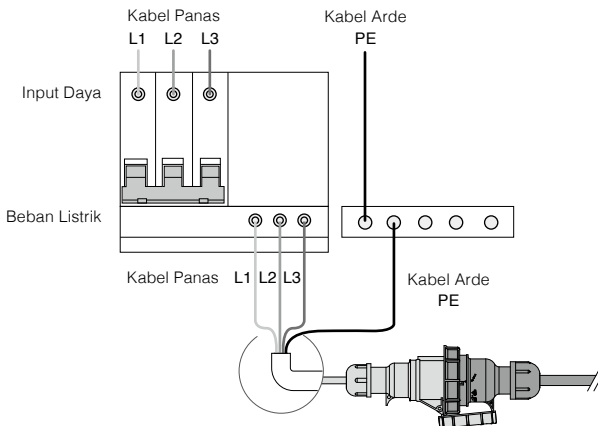 Kabel Panas
L1 L2 L3
Kabel Arde
PE
Input Daya
Beban Listrik
Kabel Panas L1 L2 L3
Kabel Arde
PE